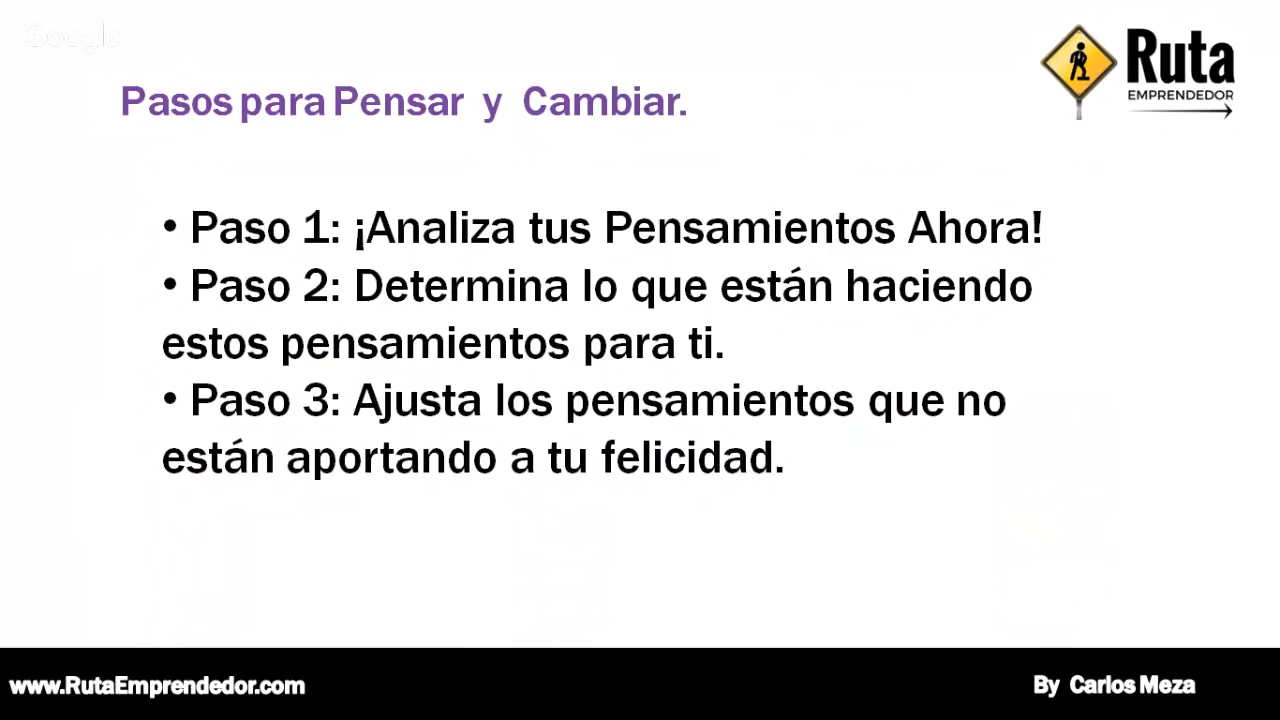 Google
Ruta
EMPRENDEDOR
Pasos para Pensar y Cambiar.
• Paso 1: ¡Analiza tus Pensamientos Ahora!
• Paso 2: Determina lo que están haciendo
estos pensamientos para ti.
• Paso 3: Ajusta los pensamientos que no
están aportando a tu felicidad.
www.RutaEmprendedor.com
By Carlos Meza